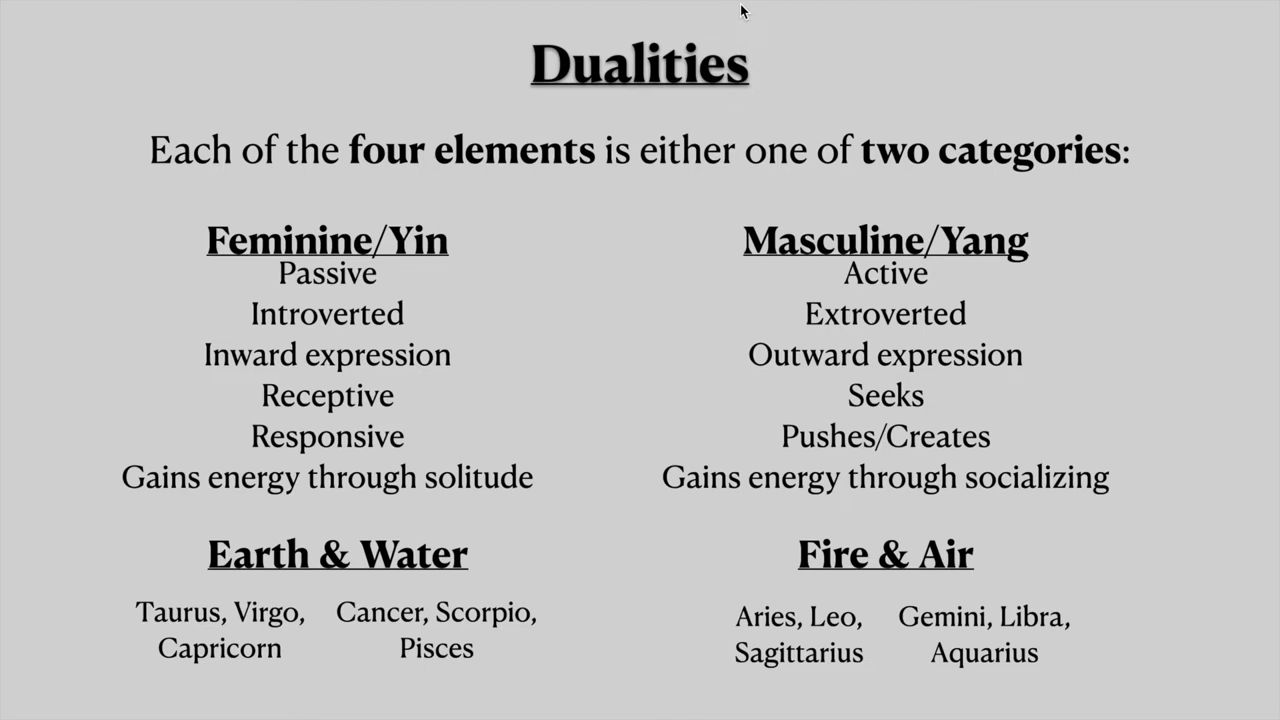 Dualities
Each of the four elements is either one of two categories:
Feminine/Yin
Passive
Introverted
Inward expression
Receptive
Responsive
Gains energy through solitude
Earth & Water
Taurus, Virgo,
Capricorn
Cancer, Scorpio,
Pisces
Masculine/Yang
Active
Extroverted
Outward expression
Seeks
Pushes/Creates
Gains energy through socializing
Fire & Air
Aries, Leo,
Sagittarius
Gemini, Libra,
Aquarius